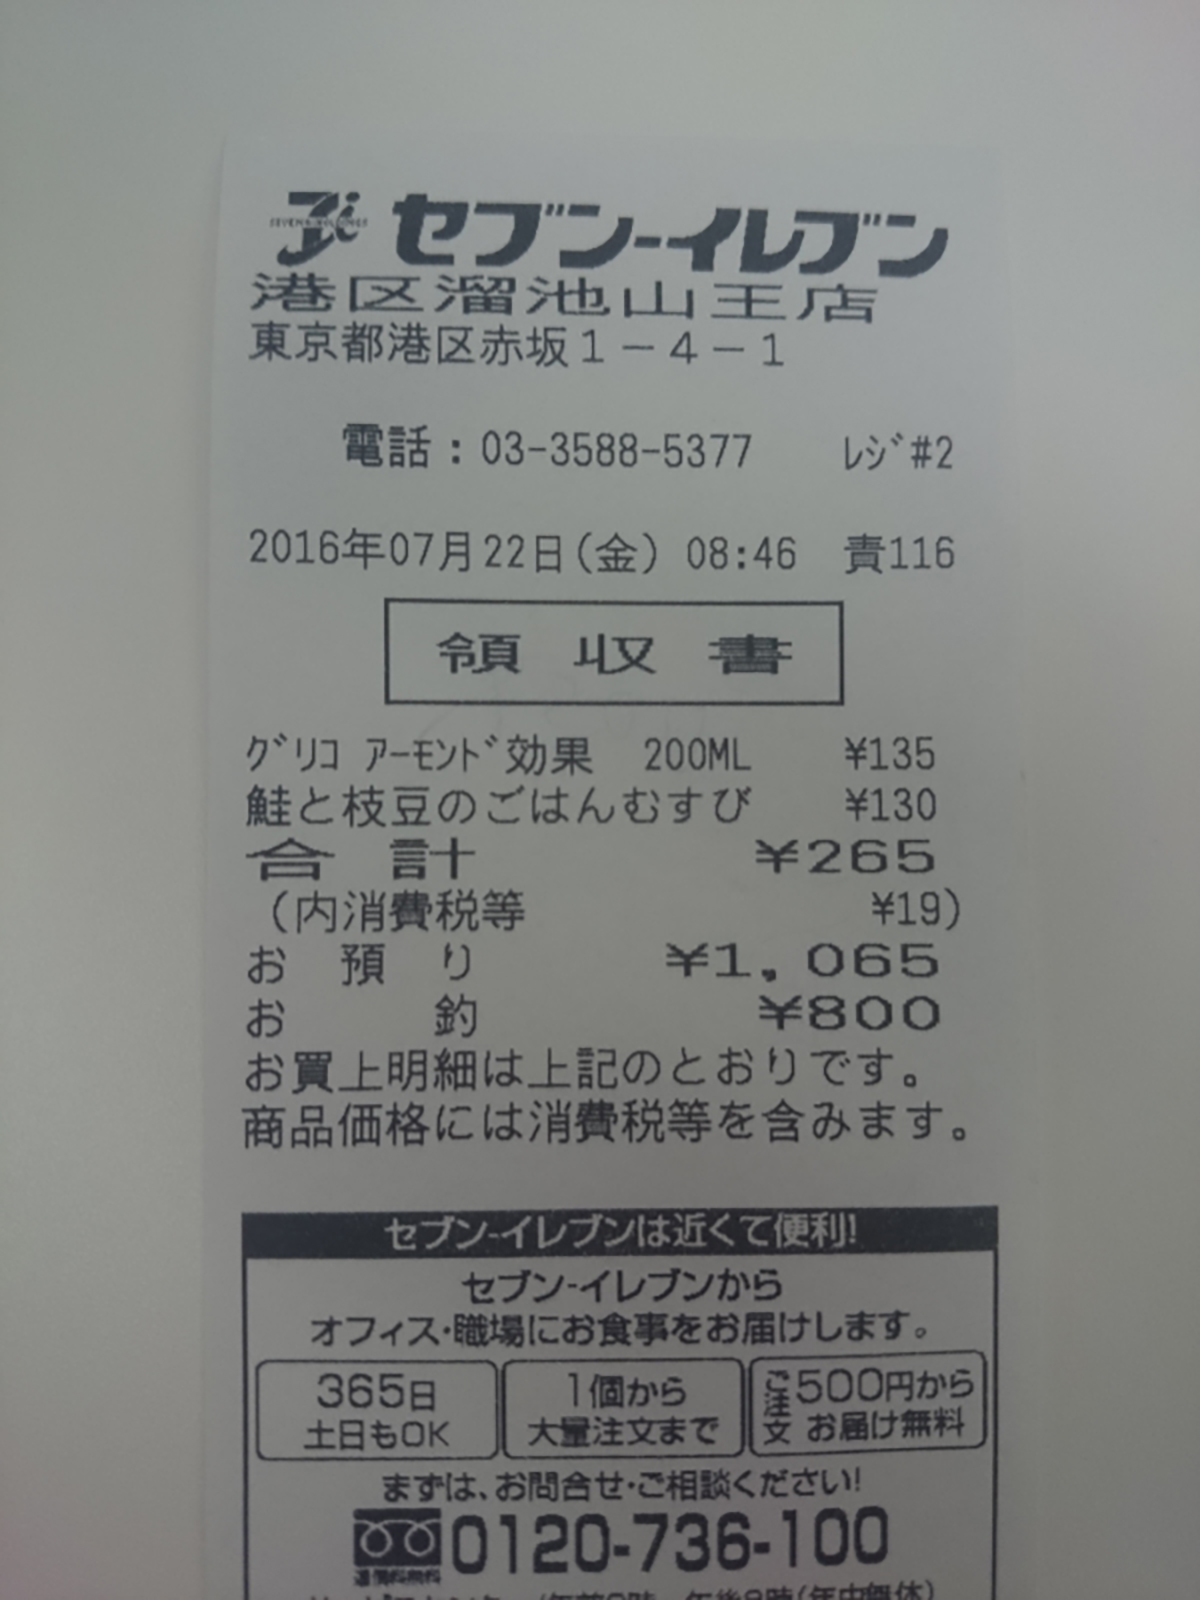 セブン-イレブン
港区溜池山王店
東京都港区赤坂1-4-1
電話：03-3588-5377 ﾚｼﾞ#2
2016年07月22日(金) 08:46 責116
領収書
ｸﾞﾘｺ ｱｰﾓﾝﾄﾞ効果 200ML ¥135
鮭と枝豆のごはんむすび ¥130
合計 ¥265
(内消費税等 ¥19)
お預り ¥1,065
お釣 ¥800
お買上明細は上記のとおりです。
商品価格には消費税等を含みます。
セブン-イレブンは近くて便利!
セブン-イレブンから
オフィス・職場にお食事をお届けします。
365日
土日もOK
1個から
大量注文まで
ご注文500円から
お届け無料
まずは、お問合せ・ご相談ください!
0120-736-100
通話料無料